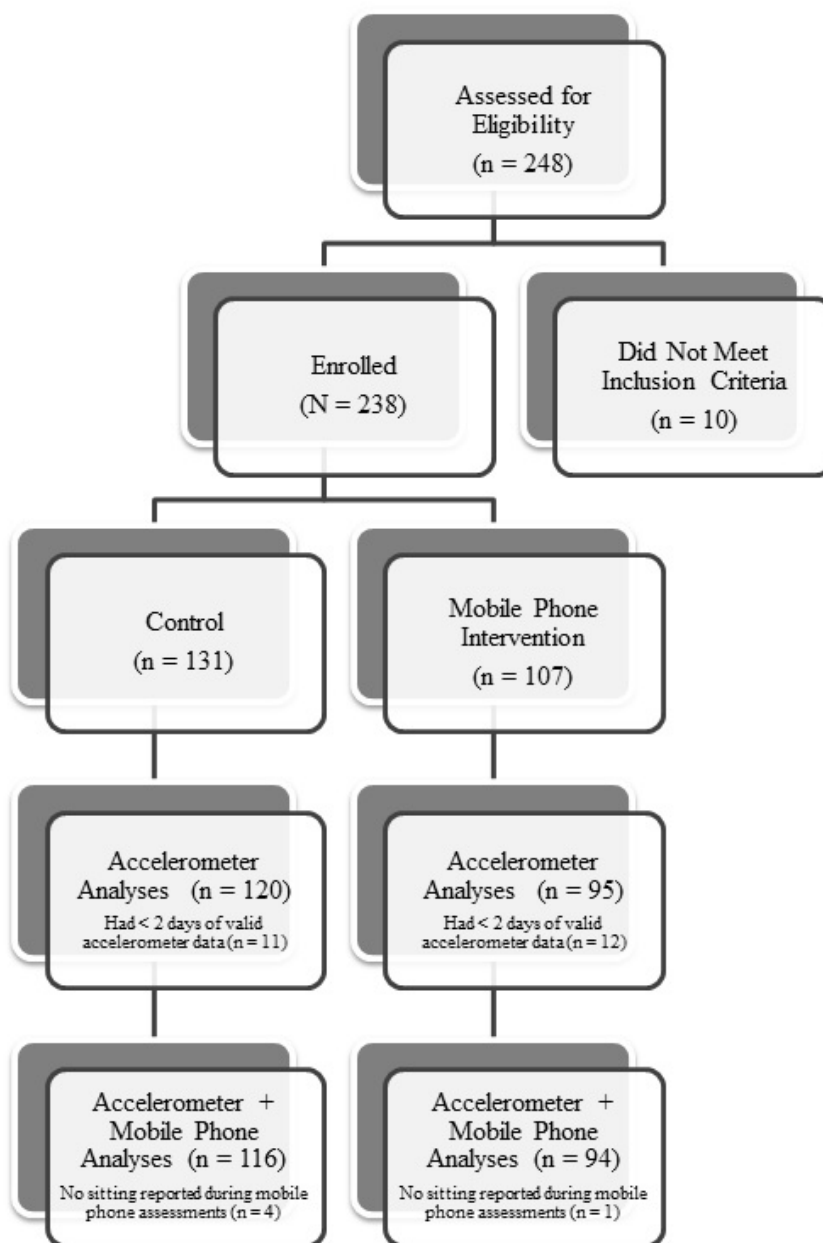 Assessed for
Eligibility
(n = 248)
Enrolled
(N = 238)
Did Not Meet
Inclusion Criteria
(n = 10)
Control
(n = 131)
Mobile Phone
Intervention
(n = 107)
Accelerometer
Analyses (n = 120)
Had < 2 days of valid
accelerometer data (n = 11)
Accelerometer
Analyses (n = 95)
Had < 2 days of valid
accelerometer data (n = 12)
Accelerometer +
Mobile Phone
Analyses (n = 116)
No sitting reported during mobile
phone assessments (n = 4)
Accelerometer +
Mobile Phone
Analyses (n = 94)
No sitting reported during mobile
phone assessments (n = 1)